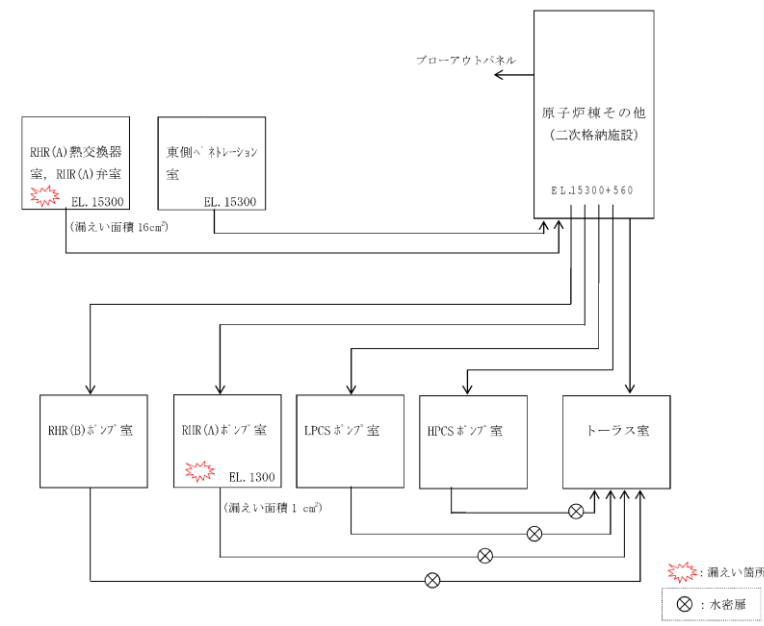 ブローアウトパネル
原子炉棟その他
(二次格納施設)
EL.15300+560
RHR(A)熱交換器
室, RHR(A)弁室
EL.15300
(漏えい面積 16cm²)
東側ペネトレーション
室
EL.15300
RHR(B)ポンプ室
RHR(A)ポンプ室
EL.1300
(漏えい面積 1 cm²)
LPCSポンプ室
HPCSポンプ室
トーラス室
:漏えい箇所
:水密扉